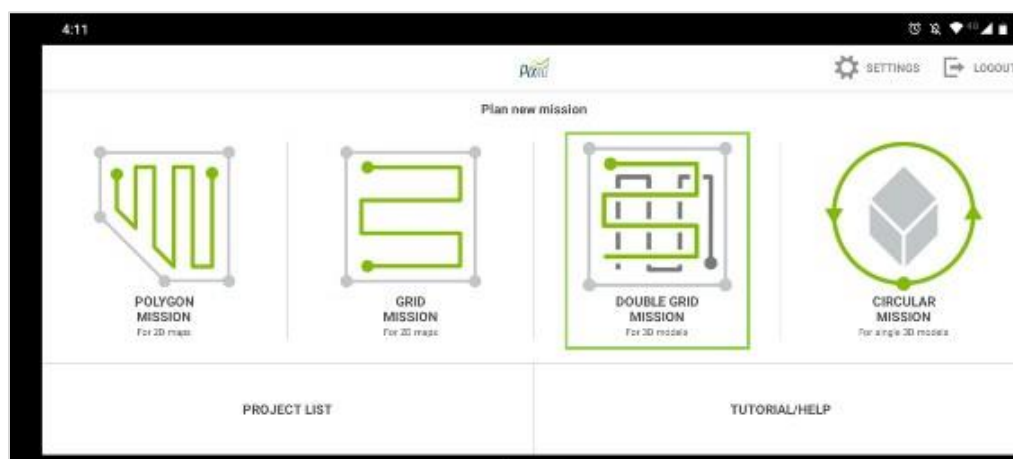 4:11
SETTINGS
LOGOUT
Plan new mission
POLYGON
MISSION
For 2D maps
GRID
MISSION
For 2D maps
DOUBLE GRID
MISSION
For 3D models
CIRCULAR
MISSION
For single 3D models
PROJECT LIST
TUTORIAL/HELP